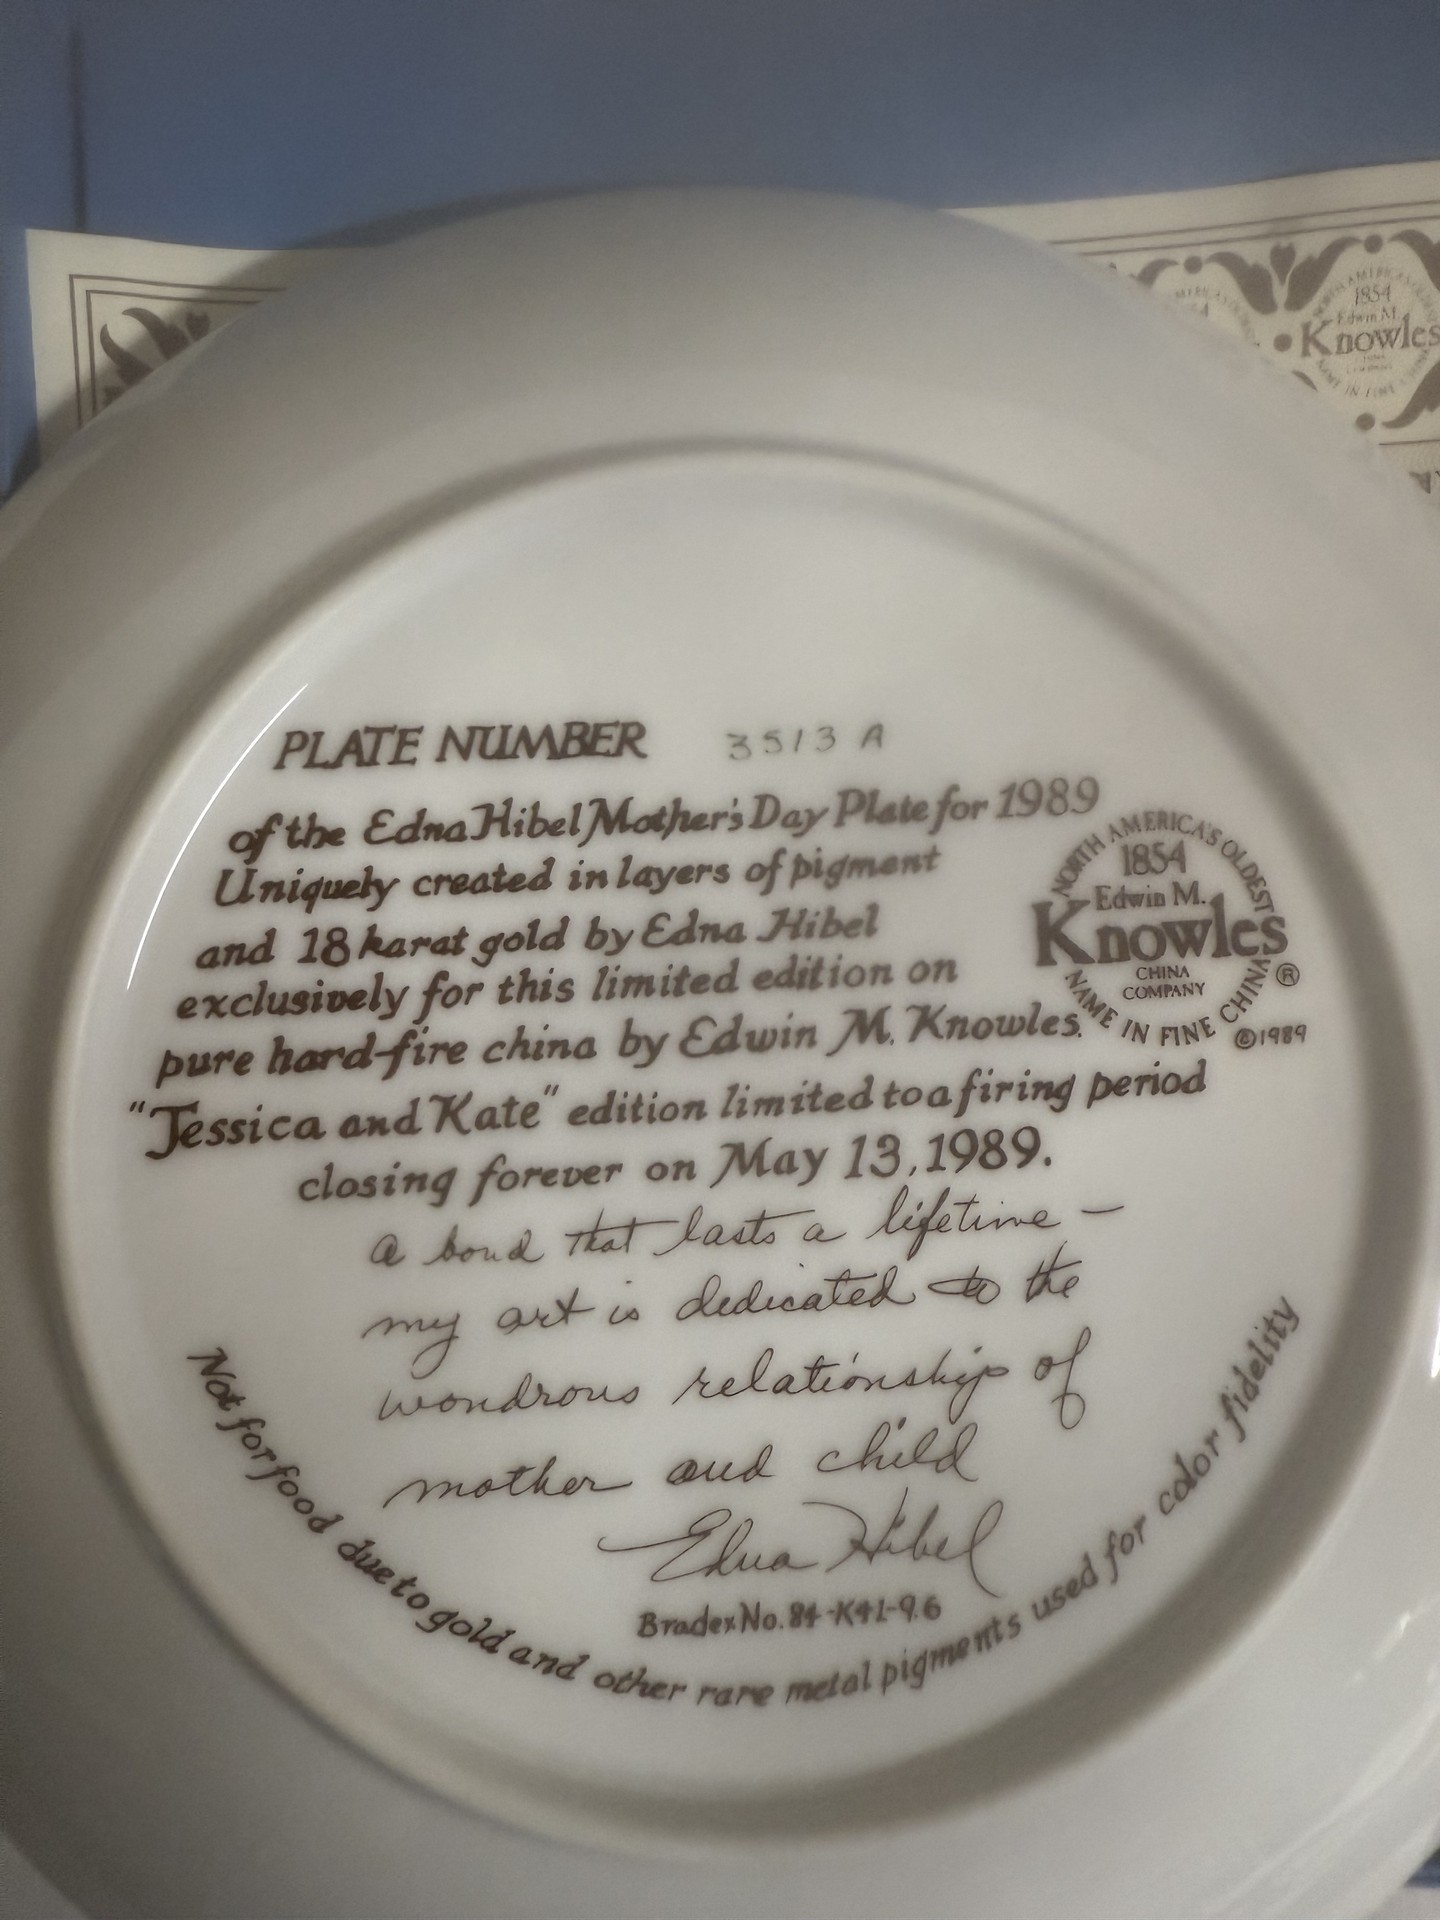 1854
Edwin M.
Knowles
NAME IN FINE CHINA
PLATE NUMBER 3513 A
of the Edna Hibel Mother's Day Plate for 1989
Uniquely created in layers of pigment
and 18 karat gold by Edna Hibel
exclusively for this limited edition on
pure hard-fire china by Edwin M. Knowles.
"Jessica and Kate" edition limited to a firing period
closing forever on May 13, 1989.
NORTH AMERICA'S OLDEST
1854
Edwin M.
Knowles
CHINA
COMPANY
NAME IN FINE CHINA ®
©1989
a bond that lasts a lifetime —
my art is dedicated to the
wondrous relationship of
mother and child
Edna Hibel
Bradex No. 84-K41-9.6
Not for food due to gold and other rare metal pigments used for color fidelity